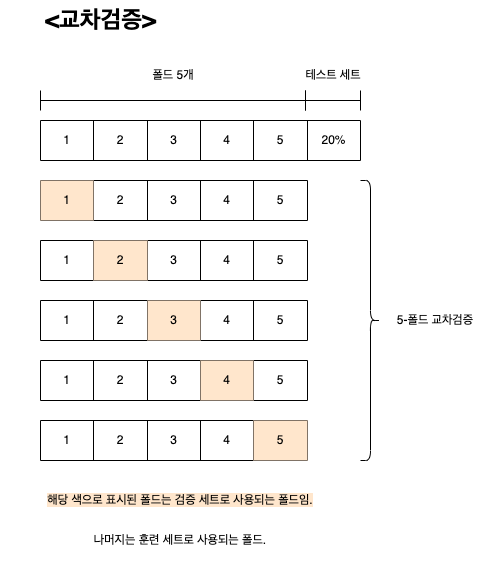 <교차검증>
폴드 5개 테스트 세트
1 2 3 4 5 20%
1 2 3 4 5
1 2 3 4 5
1 2 3 4 5
5-폴드 교차검증
1 2 3 4 5
1 2 3 4 5
해당 색으로 표시된 폴드는 검증 세트로 사용되는 폴드임.
나머지는 훈련 세트로 사용되는 폴드.